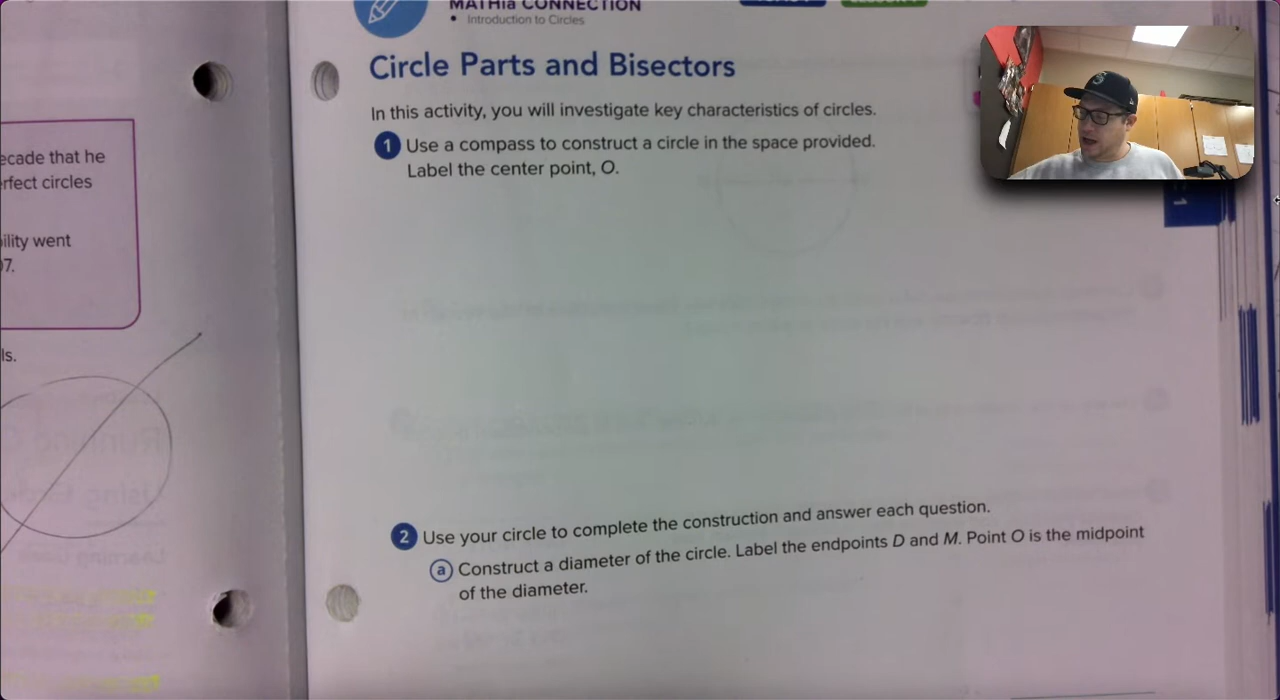 ecade that he
rfect circles
ility went
07.
ls.
MATHia CONNECTION
• Introduction to Circles
Circle Parts and Bisectors
In this activity, you will investigate key characteristics of circles.
1 Use a compass to construct a circle in the space provided.
Label the center point, O.
2 Use your circle to complete the construction and answer each question.
a Construct a diameter of the circle. Label the endpoints D and M. Point O is the midpoint
of the diameter.